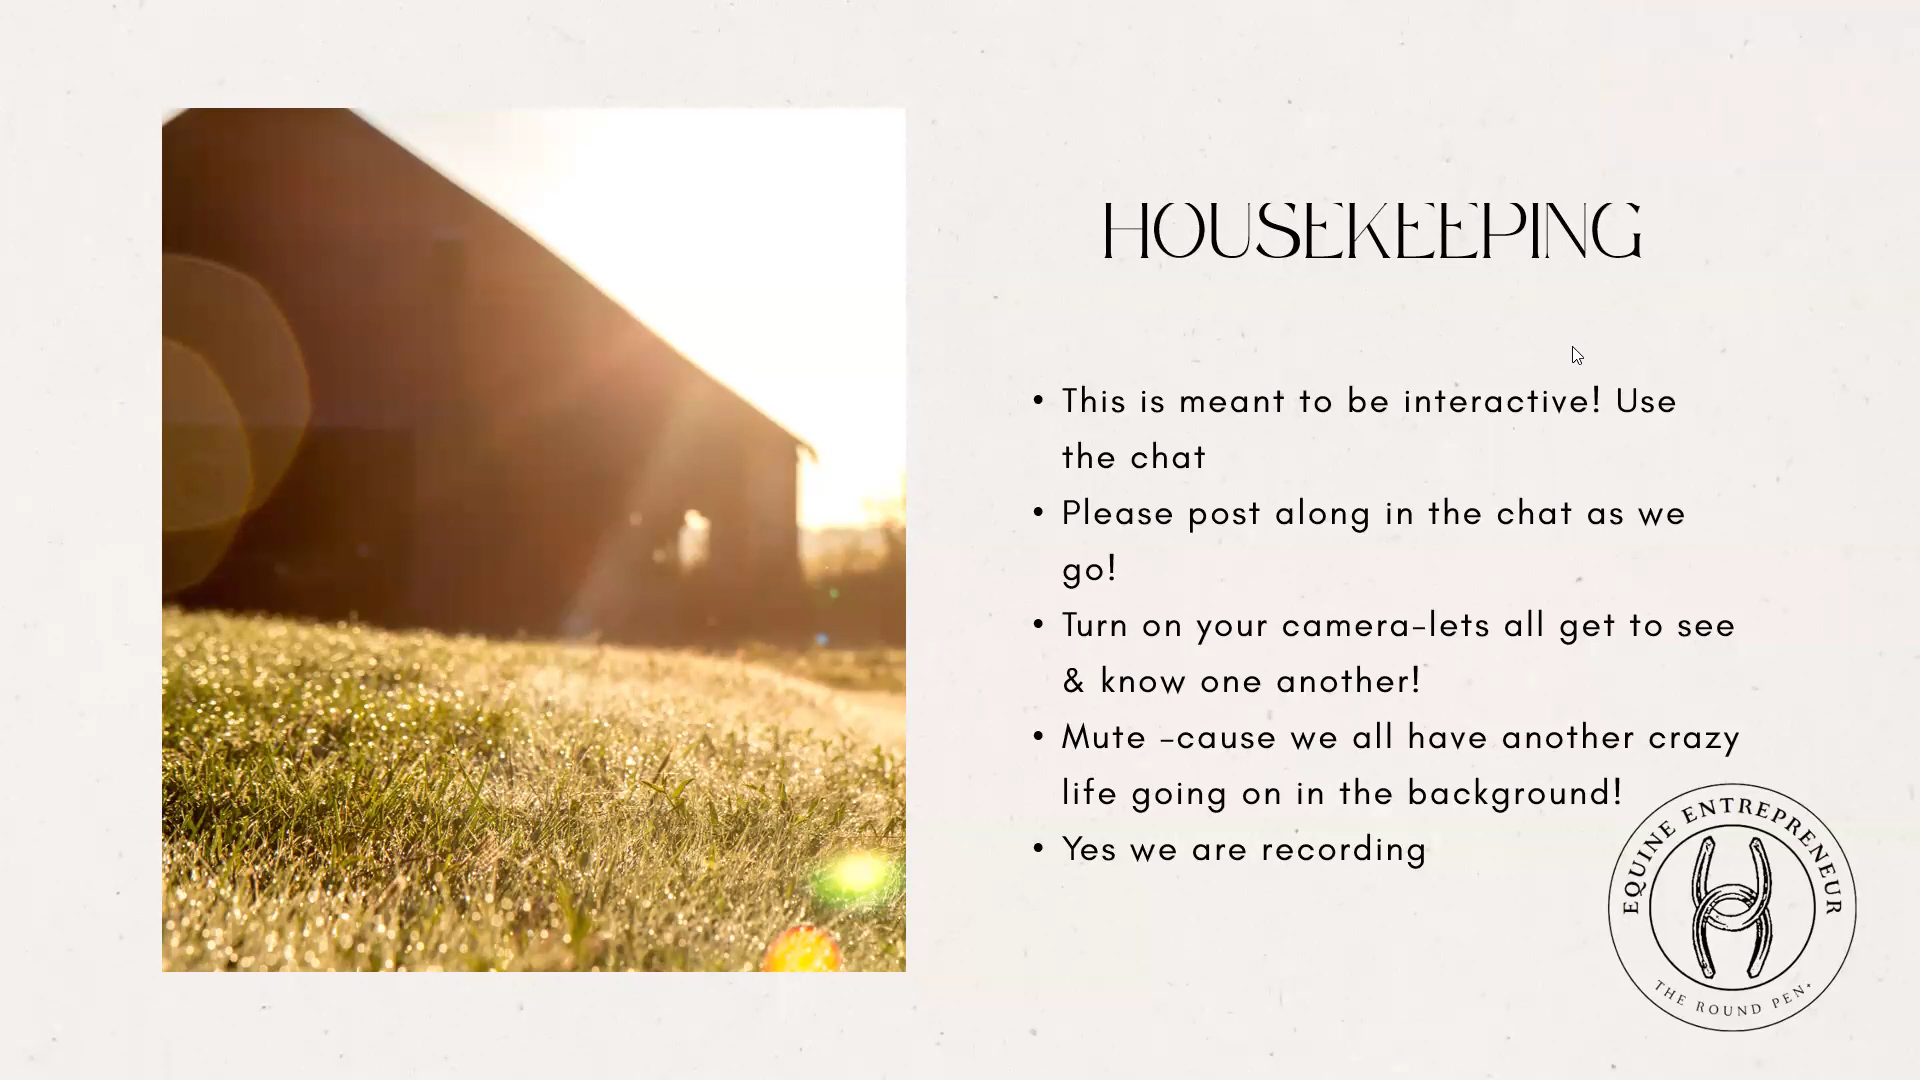 HOUSEKEEPING
• This is meant to be interactive! Use
the chat
• Please post along in the chat as we
go!
• Turn on your camera-lets all get to see
& know one another!
• Mute -cause we all have another crazy
life going on in the background!
• Yes we are recording
EQUINE ENTREPRENEUR
THE ROUND PEN